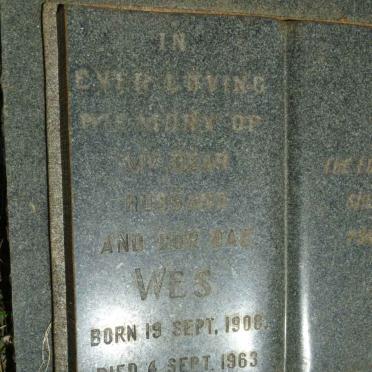 IN
EVER LOVING
MEMORY OF
MY DEAR
HUSBAND
AND OUR DAD
WES
BORN 19 SEPT. 1908.
DIED 4 SEPT. 1963